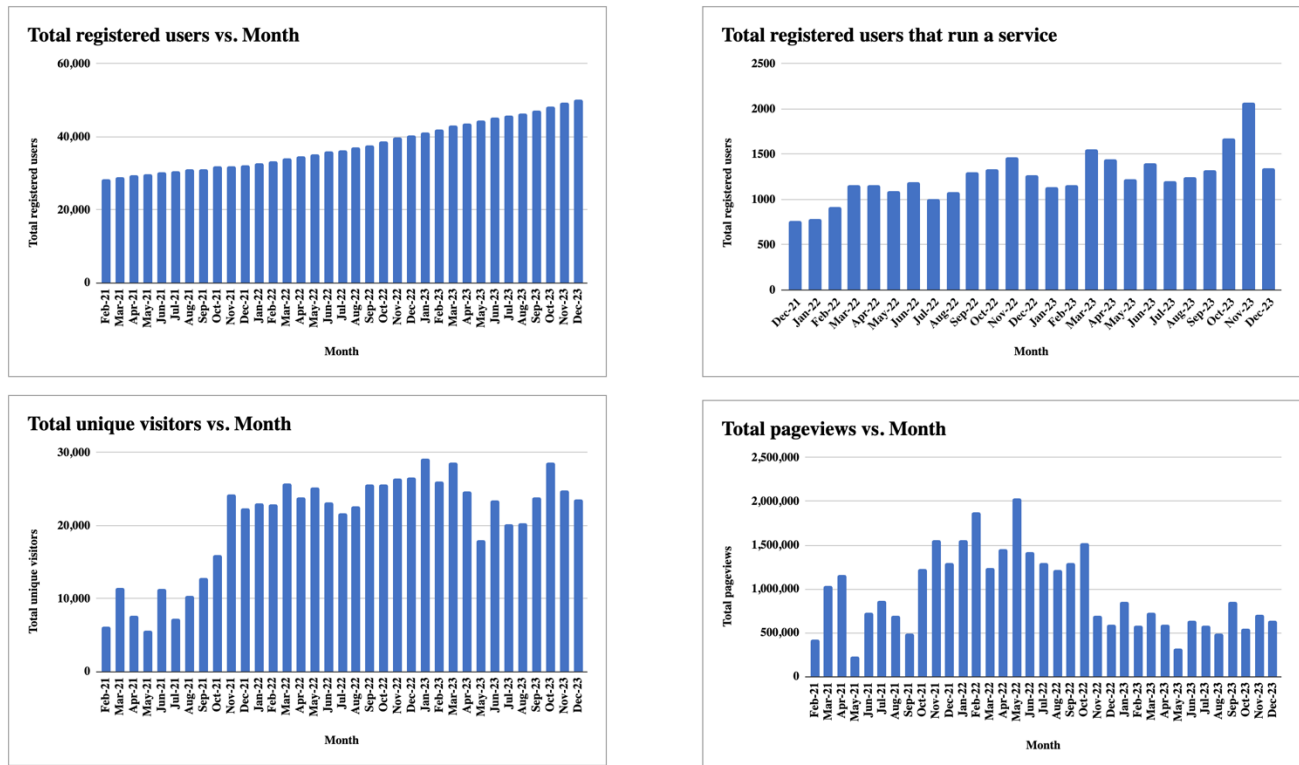 Total registered users vs. Month
60,000
40,000
20,000
0
Total registered users
Feb-21
Mar-21
Apr-21
May-21
Jun-21
Jul-21
Aug-21
Sep-21
Oct-21
Nov-21
Dec-21
Jan-22
Feb-22
Mar-22
Apr-22
May-22
Jun-22
Jul-22
Aug-22
Sep-22
Oct-22
Nov-22
Dec-22
Jan-23
Feb-23
Mar-23
Apr-23
May-23
Jun-23
Jul-23
Aug-23
Sep-23
Oct-23
Nov-23
Dec-23
Month
Total registered users that run a service
2500
2000
1500
1000
500
0
Total registered users
Dec-21
Jan-22
Feb-22
Mar-22
Apr-22
May-22
Jun-22
Jul-22
Aug-22
Sep-22
Oct-22
Nov-22
Dec-22
Jan-23
Feb-23
Mar-23
Apr-23
May-23
Jun-23
Jul-23
Aug-23
Sep-23
Oct-23
Nov-23
Dec-23
Month
Total unique visitors vs. Month
30,000
20,000
10,000
0
Total unique visitors
Feb-21
Mar-21
Apr-21
May-21
Jun-21
Jul-21
Aug-21
Sep-21
Oct-21
Nov-21
Dec-21
Jan-22
Feb-22
Mar-22
Apr-22
May-22
Jun-22
Jul-22
Aug-22
Sep-22
Oct-22
Nov-22
Dec-22
Jan-23
Feb-23
Mar-23
Apr-23
May-23
Jun-23
Jul-23
Aug-23
Sep-23
Oct-23
Nov-23
Dec-23
Month
Total pageviews vs. Month
2,500,000
2,000,000
1,500,000
1,000,000
500,000
0
Total pageviews
Feb-21
Mar-21
Apr-21
May-21
Jun-21
Jul-21
Aug-21
Sep-21
Oct-21
Nov-21
Dec-21
Jan-22
Feb-22
Mar-22
Apr-22
May-22
Jun-22
Jul-22
Aug-22
Sep-22
Oct-22
Nov-22
Dec-22
Jan-23
Feb-23
Mar-23
Apr-23
May-23
Jun-23
Jul-23
Aug-23
Sep-23
Oct-23
Nov-23
Dec-23
Month